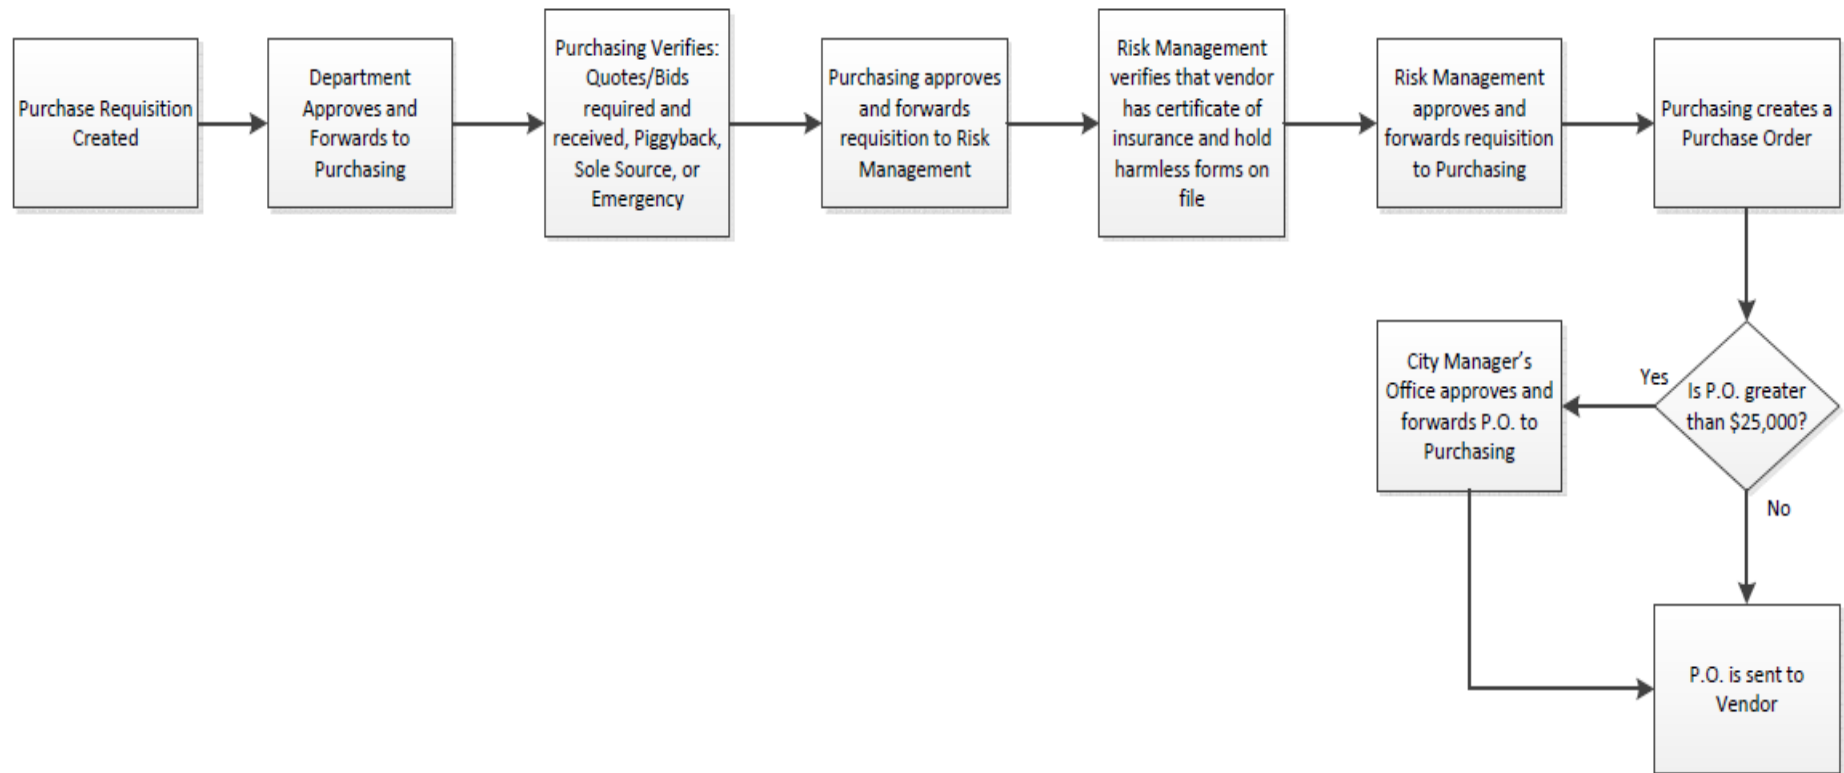 Purchase Requisition
Created
Department
Approves and
Forwards to
Purchasing
Purchasing Verifies:
Quotes/Bids
required and
received, Piggyback,
Sole Source, or
Emergency
Purchasing approves
and forwards
requisition to Risk
Management
Risk Management
verifies that vendor
has certificate of
insurance and hold
harmless forms on
file
Risk Management
approves and
forwards requisition
to Purchasing
Purchasing creates a
Purchase Order
Is P.O. greater
than $25,000?
Yes
City Manager’s
Office approves and
forwards P.O. to
Purchasing
No
P.O. is sent to
Vendor